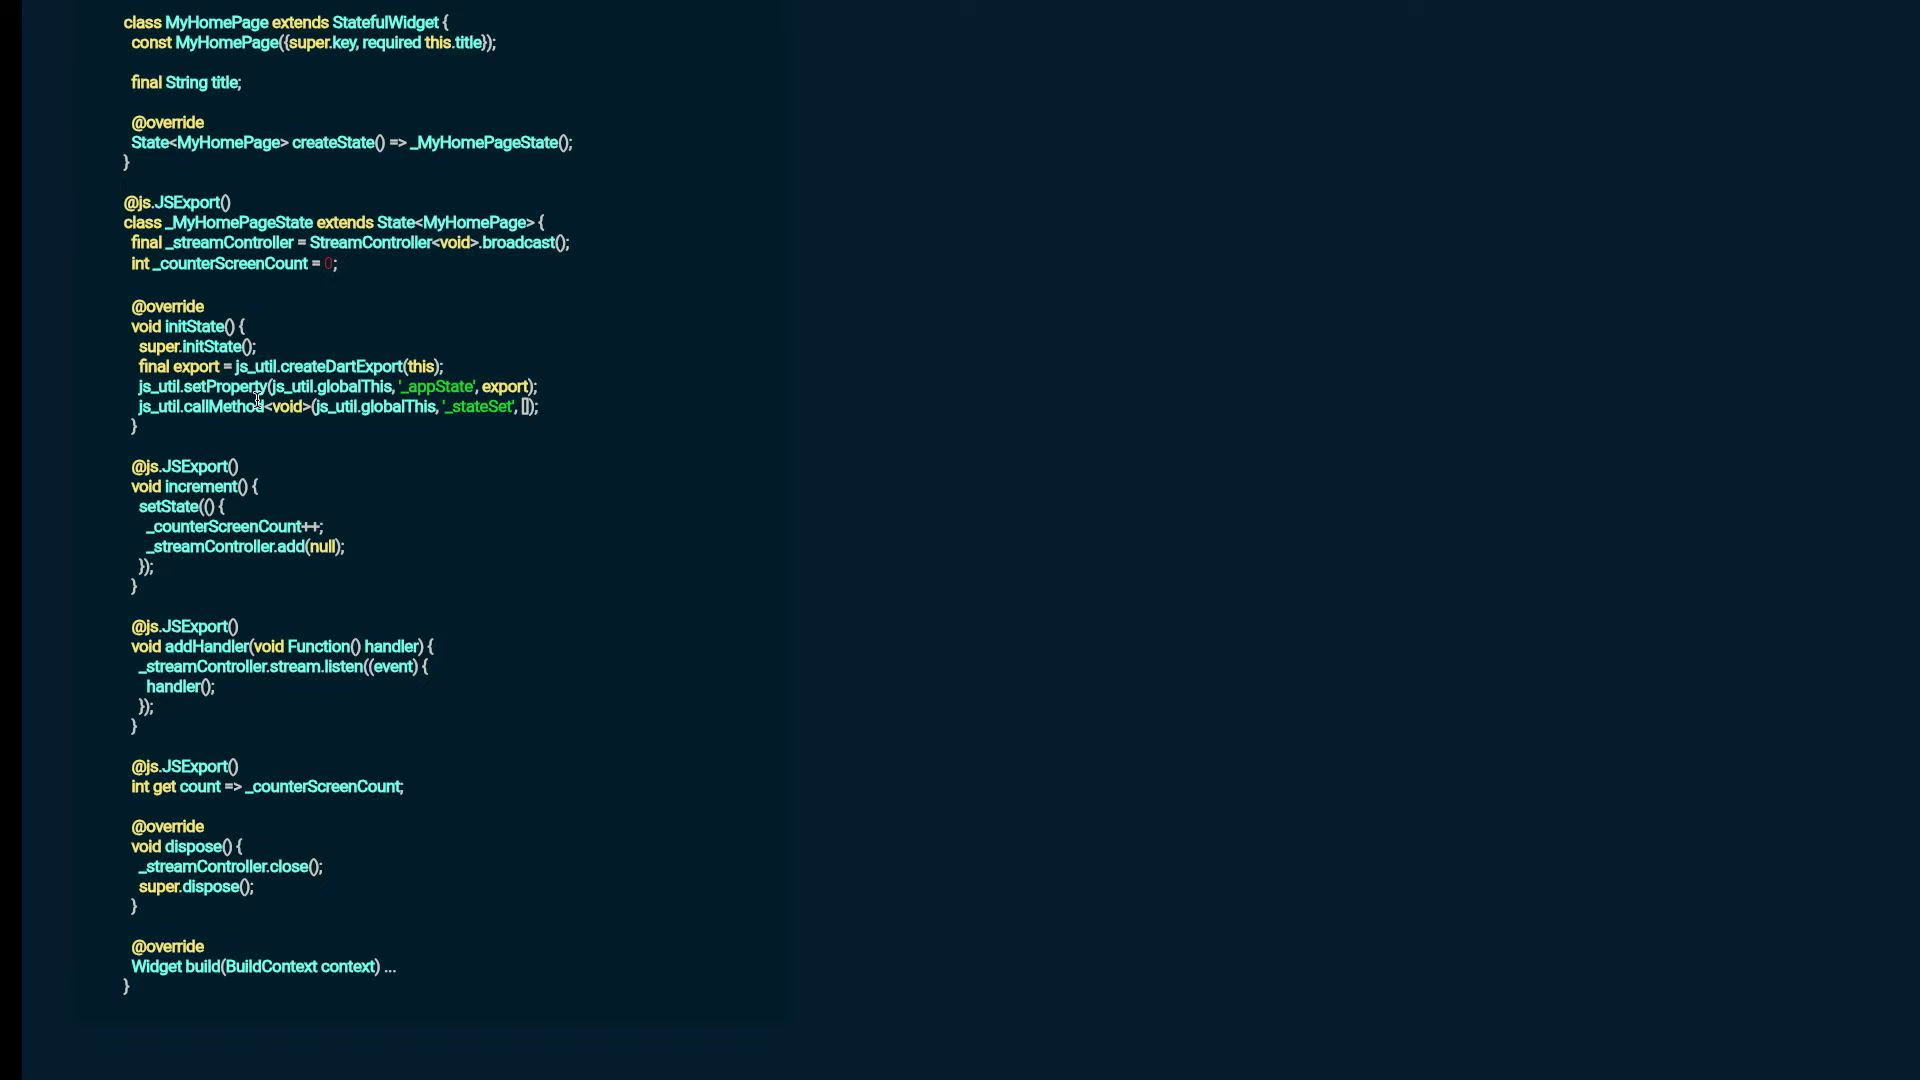 class MyHomePage extends StatefulWidget {
const MyHomePage({super.key, required this.title});
final String title;
@override
State<MyHomePage> createState() => _MyHomePageState();
}
@js.JSExport()
class _MyHomePageState extends State<MyHomePage> {
final _streamController = StreamController<void>.broadcast();
int _counterScreenCount = 0;
@override
void initState() {
super.initState();
final export = js_util.createDartExport(this);
js_util.setProperty(js_util.globalThis, '_appState', export);
js_util.callMethod<void>(js_util.globalThis, '_stateSet', []);
}
@js.JSExport()
void increment() {
setState(() {
_counterScreenCount++;
_streamController.add(null);
});
}
@js.JSExport()
void addHandler(void Function() handler) {
_streamController.stream.listen((event) {
handler();
});
}
@js.JSExport()
int get count => _counterScreenCount;
@override
void dispose() {
_streamController.close();
super.dispose();
}
@override
Widget build(BuildContext context) ...
}